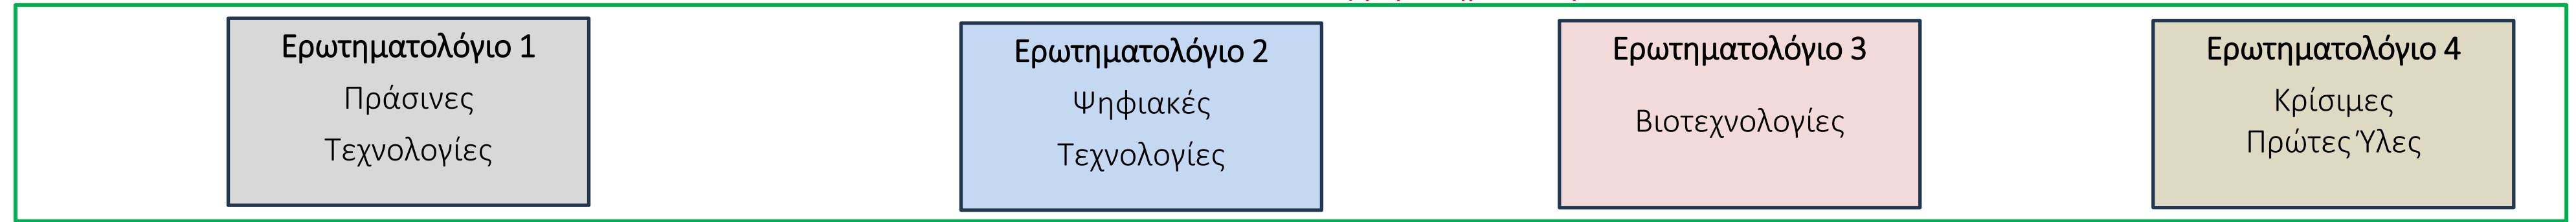 Ερωτηματολόγιο 1
Πράσινες
Τεχνολογίες
Ερωτηματολόγιο 2
Ψηφιακές
Τεχνολογίες
Ερωτηματολόγιο 3
Βιοτεχνολογίες
Ερωτηματολόγιο 4
Κρίσιμες
Πρώτες Ύλες